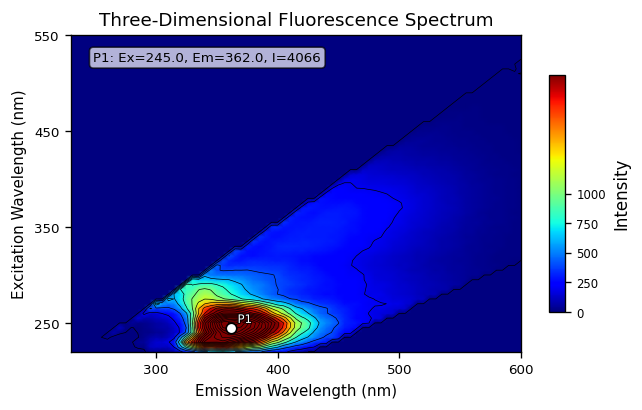 Three-Dimensional Fluorescence Spectrum
P1: Ex=245.0, Em=362.0, I=4066
P1
550
450
350
250
300
400
500
600
Emission Wavelength (nm)
Excitation Wavelength (nm)
1000
750
500
250
0
Intensity